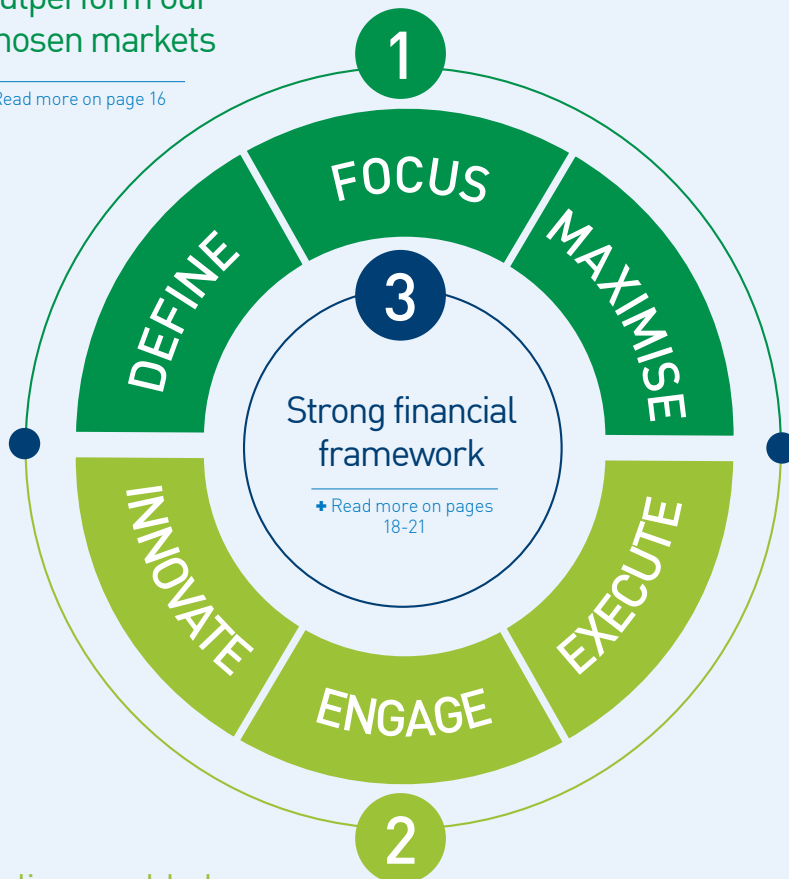 our
markets
Read more on page 16
1
FOCUS
DEFINE
MAXIMISE
3
Strong financial
framework
+ Read more on pages
18-21
INNOVATE
EXECUTE
ENGAGE
2